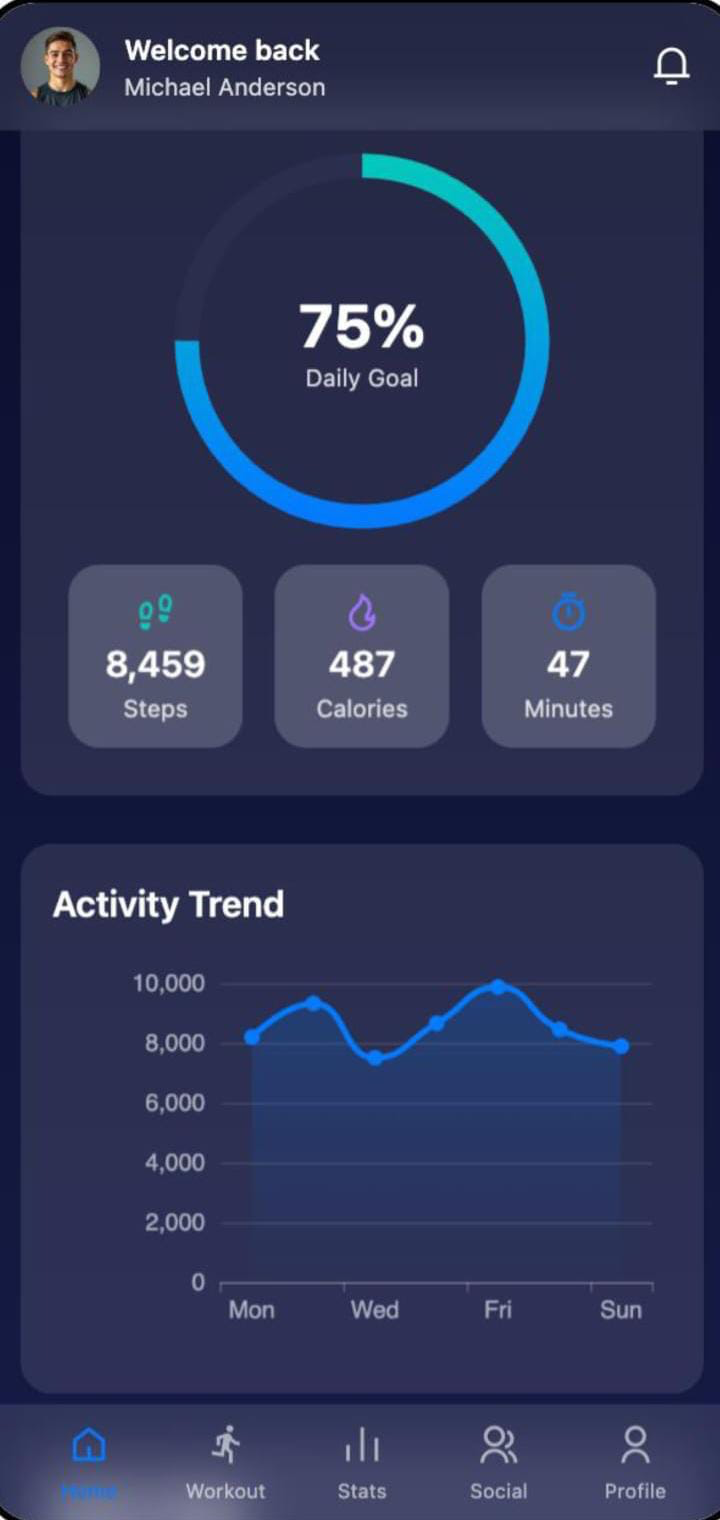 Welcome back
Michael Anderson
75%
Daily Goal
8,459 487 47
Steps Calories Minutes
Activity Trend
10,000
8,000
6,000
4,000
2,000
0
Mon Wed Fri Sun
Home Workout Stats Social Profile